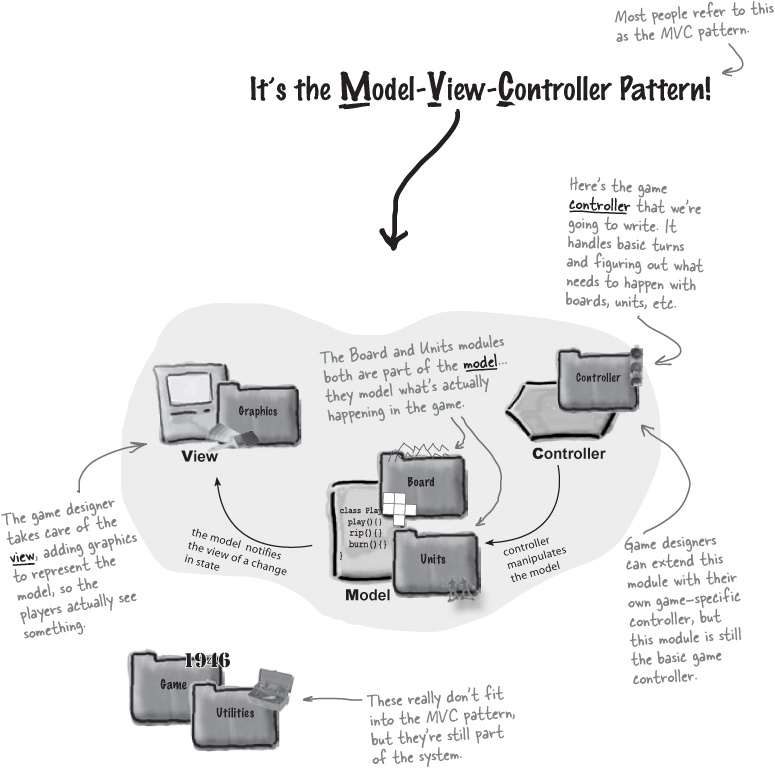 Most people refer to this
as the MVC pattern.
It's the Model-View-Controller Pattern!
Here's the game
controller that we're
going to write. It
handles basic turns
and figuring out what
needs to happen with
boards, units, etc.
The Board and Units modules
both are part of the model...
they model what's actually
happening in the game.
Controller
Graphics
View
Controller
Board
class Play
play(){}
rip(){}
burn(){}
}
Units
Model
The game designer
takes care of the
view, adding graphics
to represent the
model, so the
players actually see
something.
the model notifies
the view of a change
in state
controller
manipulates
the model
Game designers
can extend this
module with their
own game-specific
controller, but
this module is still
the basic game
controller.
1946
Game
Utilities
These really don't fit
into the MVC pattern,
but they're still part
of the system.